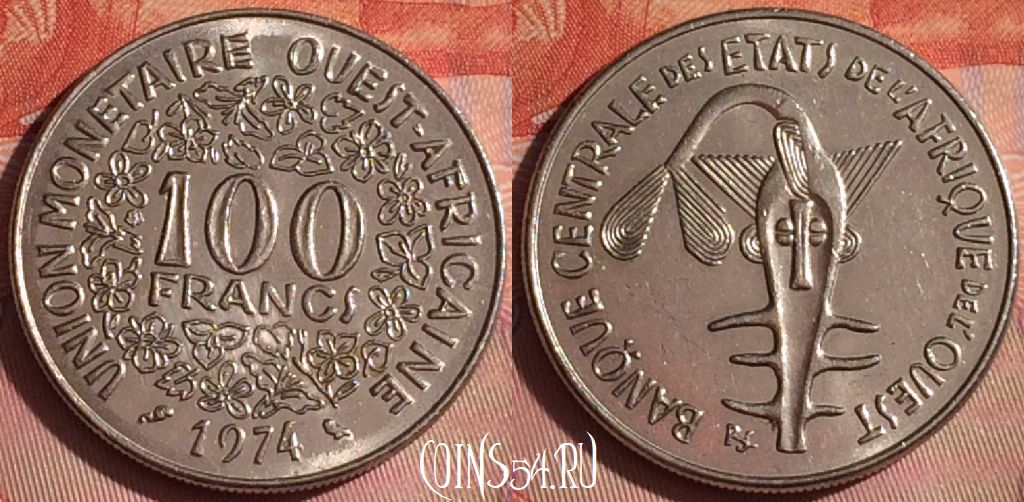 UNION MONETAIRE OUEST-AFRICAINE
100
FRANCS
1974
BANQUE CENTRALE DES ETATS DE L'AFRIQUE DE L'OUEST
COINS54.RU